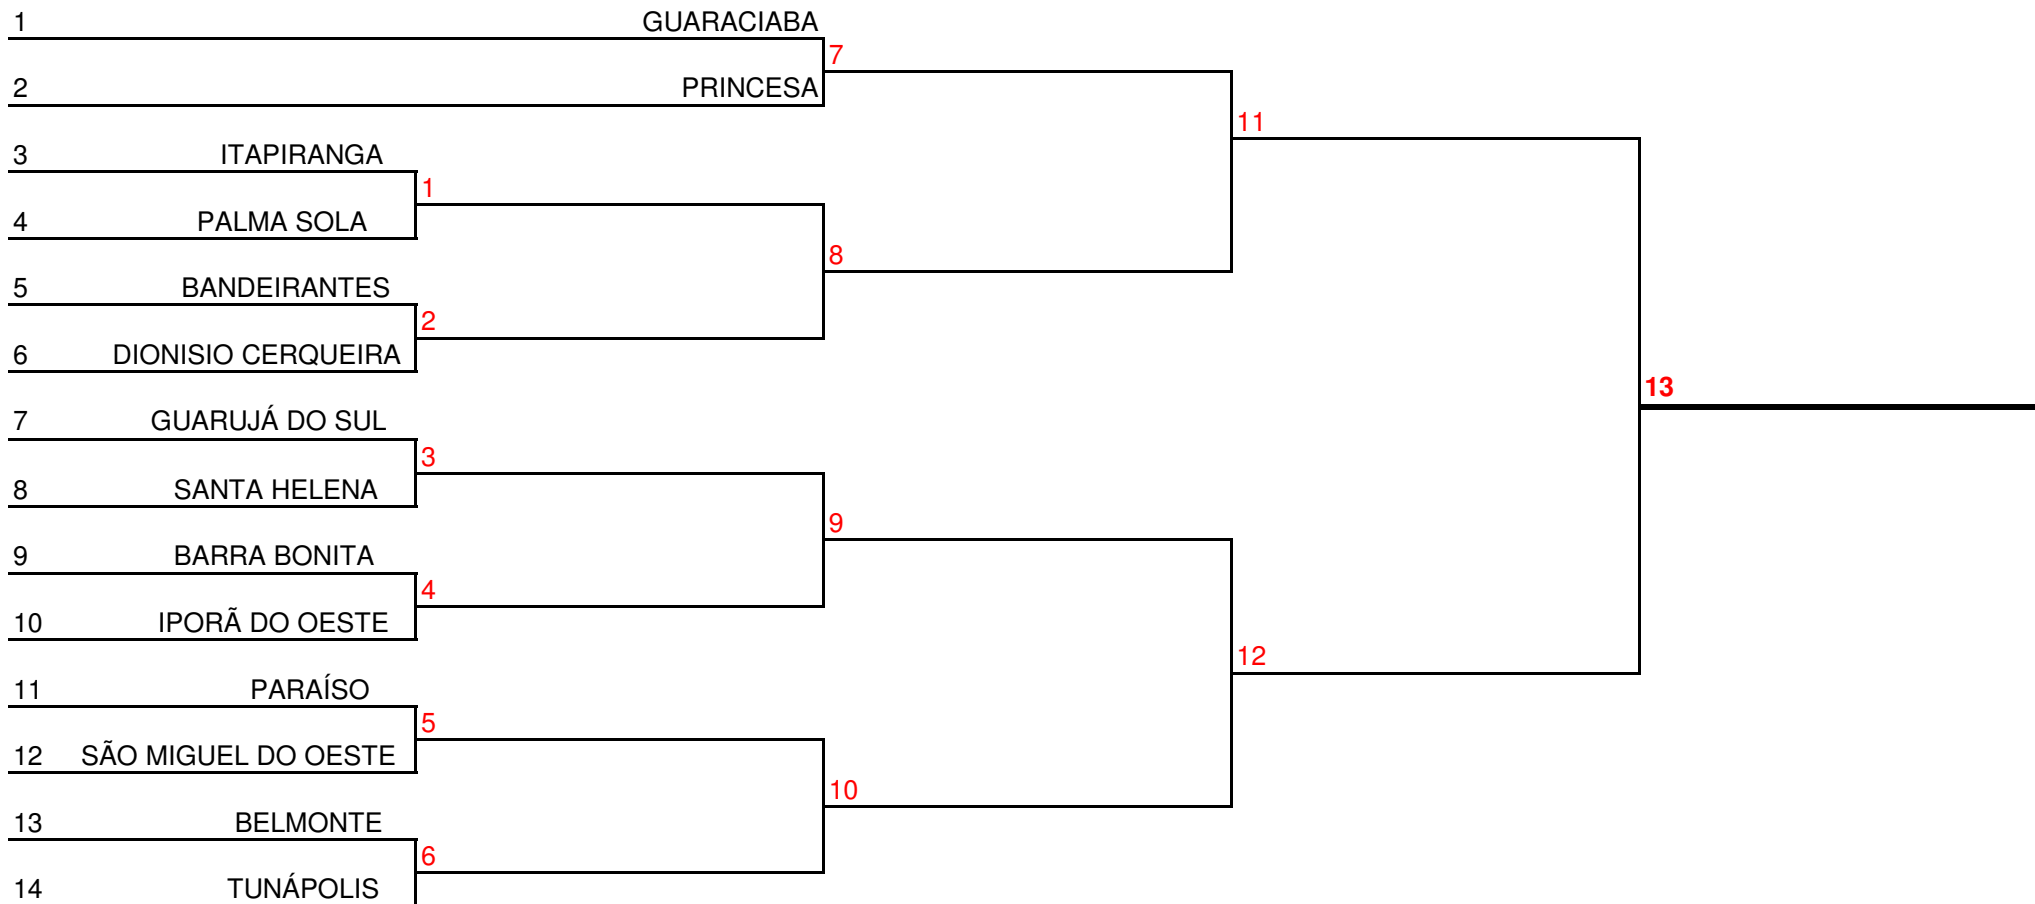 1 GUARACIABA
7
2 PRINCESA
11
3 ITAPIRANGA
1
4 PALMA SOLA
8
5 BANDEIRANTES
2
6 DIONISIO CERQUEIRA
13
7 GUARUJÁ DO SUL
3
8 SANTA HELENA
9
9 BARRA BONITA
4
10 IPORÃ DO OESTE
12
11 PARAÍSO
5
12 SÃO MIGUEL DO OESTE
10
13 BELMONTE
6
14 TUNÁPOLIS